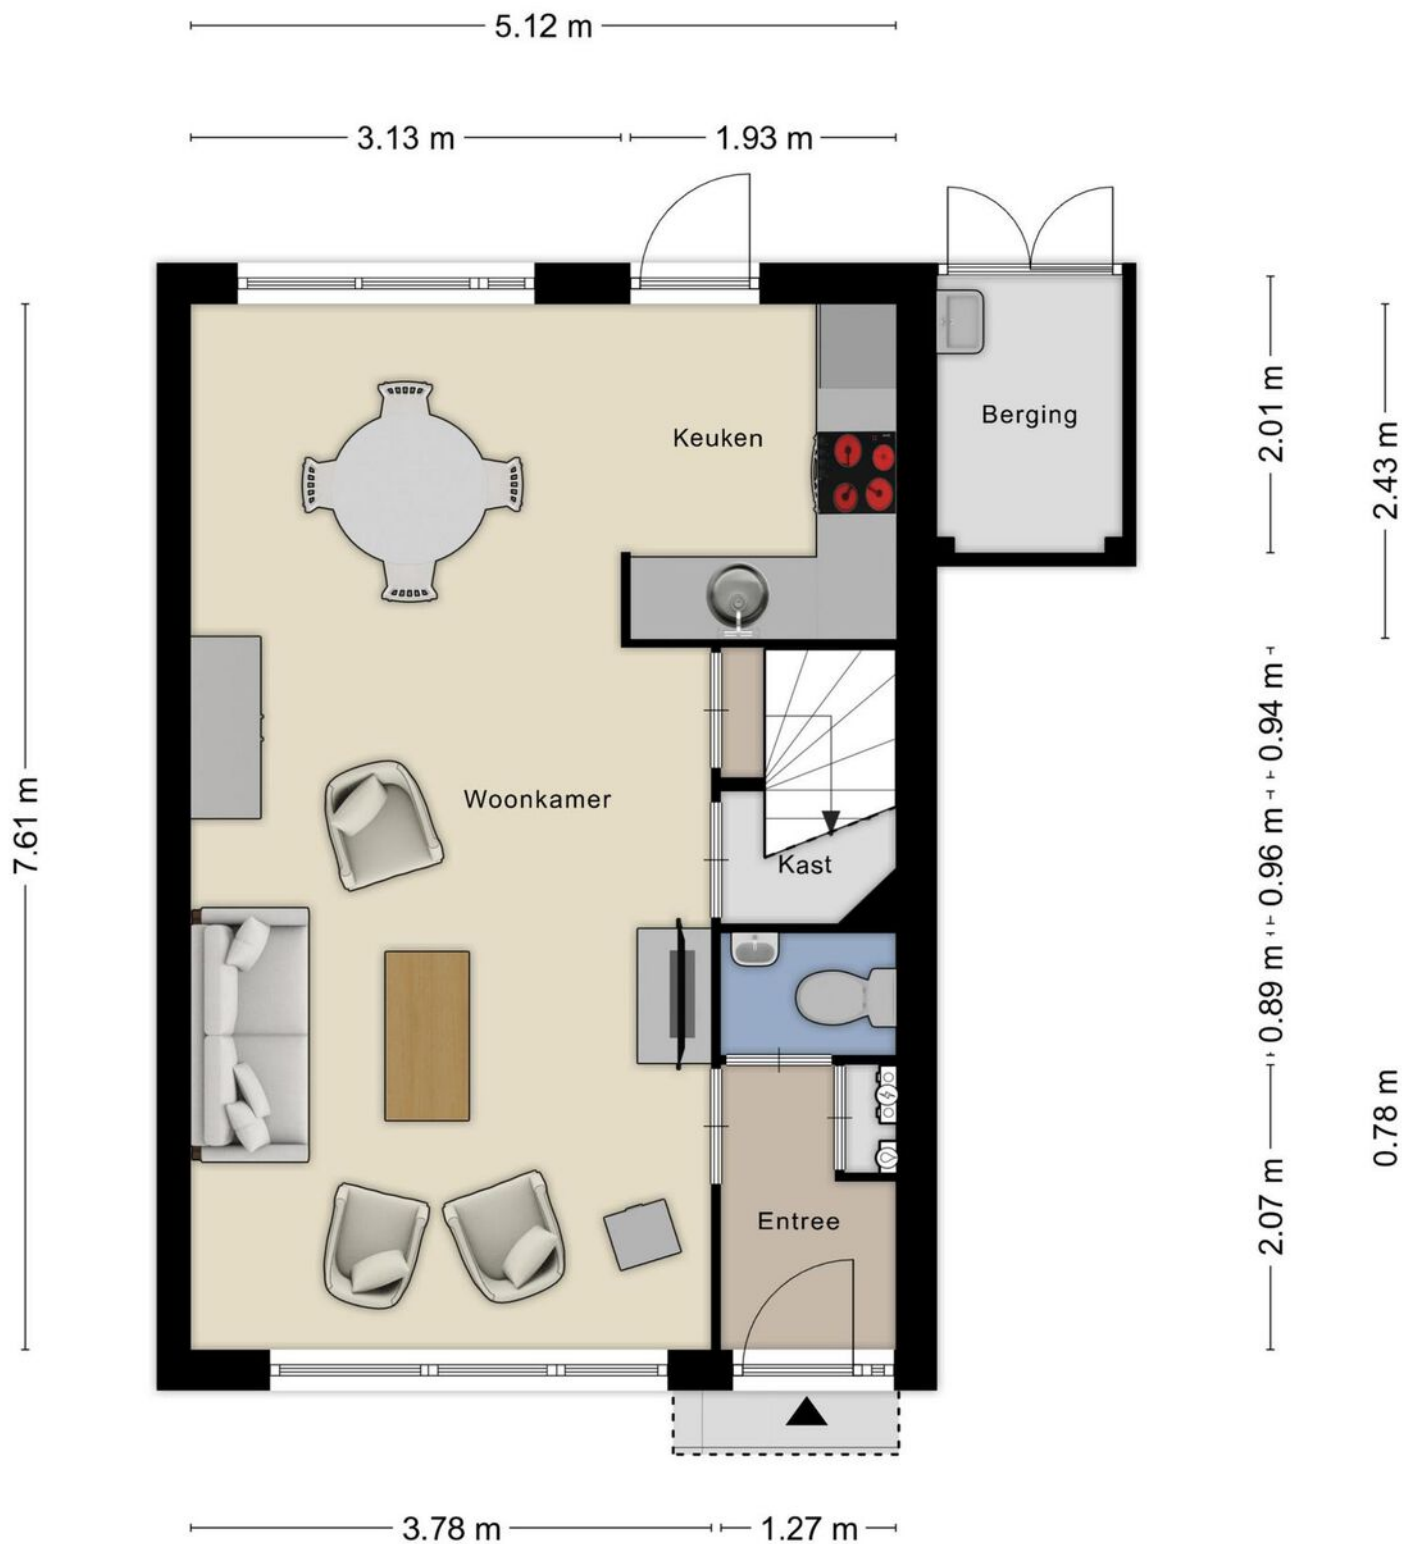 5.12 m
3.13 m
1.93 m
Keuken
Berging
2.01 m
2.43 m
Woonkamer
7.61 m
0.94 m
Kast
0.96 m
0.89 m
0.78 m
Entree
2.07 m
3.78 m
1.27 m